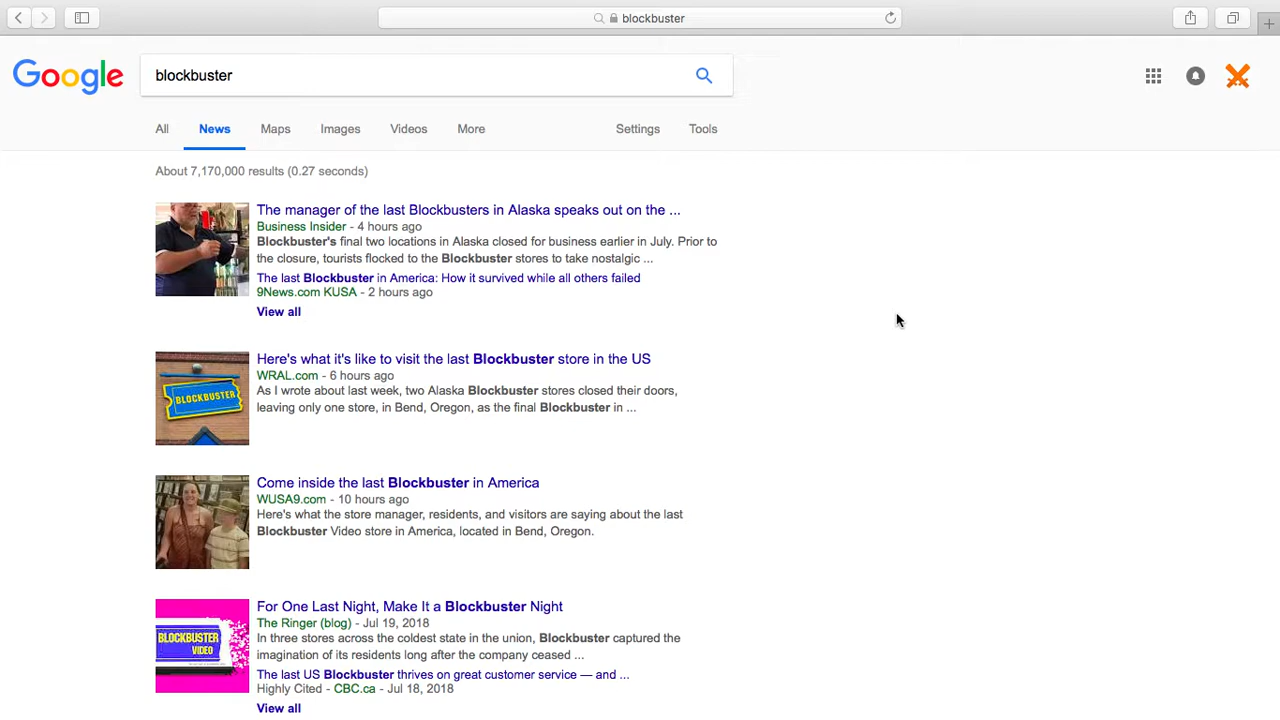 blockbuster
Google
blockbuster
All News Maps Images Videos More Settings Tools
About 7,170,000 results (0.27 seconds)
The manager of the last Blockbusters in Alaska speaks out on the ...
Business Insider - 4 hours ago
Blockbuster's final two locations in Alaska closed for business earlier in July. Prior to
the closure, tourists flocked to the Blockbuster stores to take nostalgic ...
The last Blockbuster in America: How it survived while all others failed
9News.com KUSA - 2 hours ago
View all
BLOCKBUSTER
Here's what it's like to visit the last Blockbuster store in the US
WRAL.com - 6 hours ago
As I wrote about last week, two Alaska Blockbuster stores closed their doors,
leaving only one store, in Bend, Oregon, as the final Blockbuster in ...
Come inside the last Blockbuster in America
WUSA9.com - 10 hours ago
Here's what the store manager, residents, and visitors are saying about the last
Blockbuster Video store in America, located in Bend, Oregon.
BLOCKBUSTER
VIDEO
For One Last Night, Make It a Blockbuster Night
The Ringer (blog) - Jul 19, 2018
In three stores across the coldest state in the union, Blockbuster captured the
imagination of its residents long after the company ceased ...
The last US Blockbuster thrives on great customer service — and ...
Highly Cited - CBC.ca - Jul 18, 2018
View all